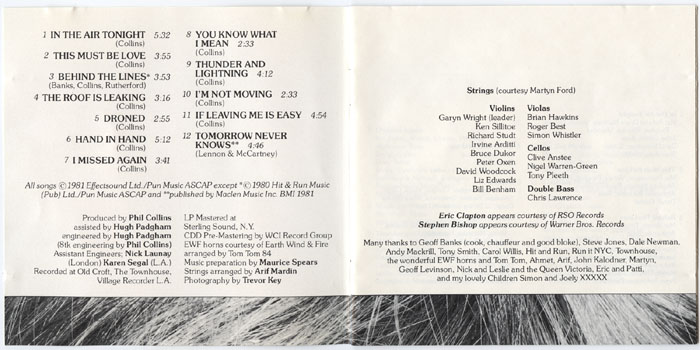 1 IN THE AIR TONIGHT 5:32
(Collins)
2 THIS MUST BE LOVE 3:55
(Collins)
3 BEHIND THE LINES* 3:53
(Banks, Collins, Rutherford)
4 THE ROOF IS LEAKING 3:16
(Collins)
5 DRONED 2:55
(Collins)
6 HAND IN HAND 5:12
(Collins)
7 I MISSED AGAIN 3:41
(Collins)
8 YOU KNOW WHAT
I MEAN 2:33
(Collins)
9 THUNDER AND
LIGHTNING 4:12
(Collins)
10 I'M NOT MOVING 2:33
(Collins)
11 IF LEAVING ME IS EASY 4:54
(Collins)
12 TOMORROW NEVER
KNOWS** 4:46
(Lennon & McCartney)
All songs ©1981 Effectsound Ltd./Pun Music ASCAP except *©1980 Hit & Run Music
(Pub) Ltd./Pun Music ASCAP and **published by Maclen Music Inc. BMI 1981
Produced by Phil Collins
assisted by Hugh Padgham
engineered by Hugh Padgham
(8th engineering by Phil Collins)
Assistant Engineers; Nick Launay
(London) Karen Segal (L.A.)
Recorded at Old Croft, The Townhouse,
Village Recorder L.A.
LP Mastered at
Sterling Sound, N.Y.
CDD Pre-Mastering by WCI Record Group
EWF horns courtesy of Earth Wind & Fire
arranged by Tom Tom 84
Music preparation by Maurice Spears
Strings arranged by Arif Mardin
Photography by Trevor Key
Strings (courtesy Martyn Ford)
Violins
Garyn Wright (leader)
Ken Sillitoe
Richard Studt
Irvine Arditti
Bruce Dukor
Peter Oxen
David Woodcock
Liz Edwards
Bill Benham
Violas
Brian Hawkins
Roger Best
Simon Whistler
Cellos
Clive Anstee
Nigel Warren-Green
Tony Pleeth
Double Bass
Chris Lawrence
Eric Clapton appears courtesy of RSO Records
Stephen Bishop appears courtesy of Warner Bros. Records
Many thanks to Geoff Banks (cook, chauffeur and good bloke), Steve Jones, Dale Newman,
Andy Mackrill, Tony Smith, Carol Willis, Hit and Run, Run it NYC, Townhouse,
the wonderful EWF horns and Tom Tom, Ahmet, Arif, John Kalodner, Martyn,
Geoff Levinson, Nick and Leslie and the Queen Victoria, Eric and Patti,
and my lovely Children Simon and Joely XXXXX